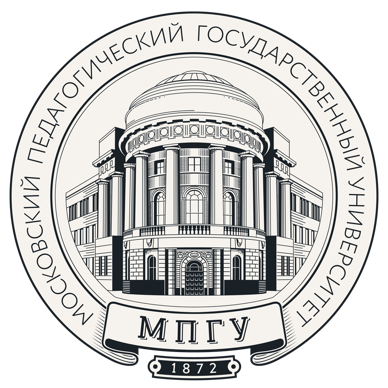 МОСКОВСКИЙ ПЕДАГОГИЧЕСКИЙ ГОСУДАРСТВЕННЫЙ УНИВЕРСИТЕТ
МПГУ
1872